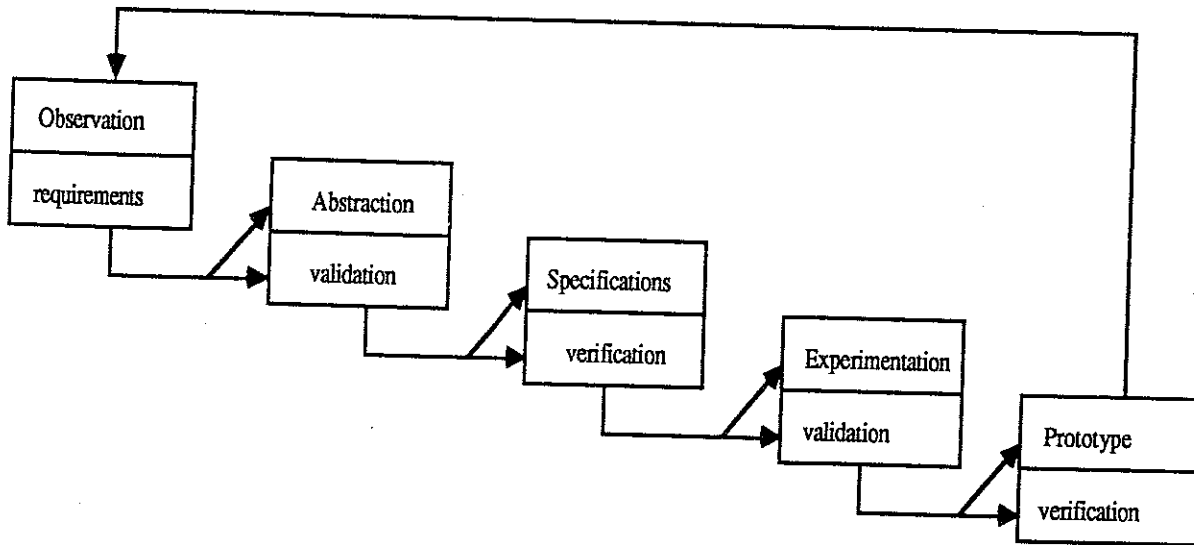 Observation
requirements
Abstraction
validation
Specifications
verification
Experimentation
validation
Prototype
verification